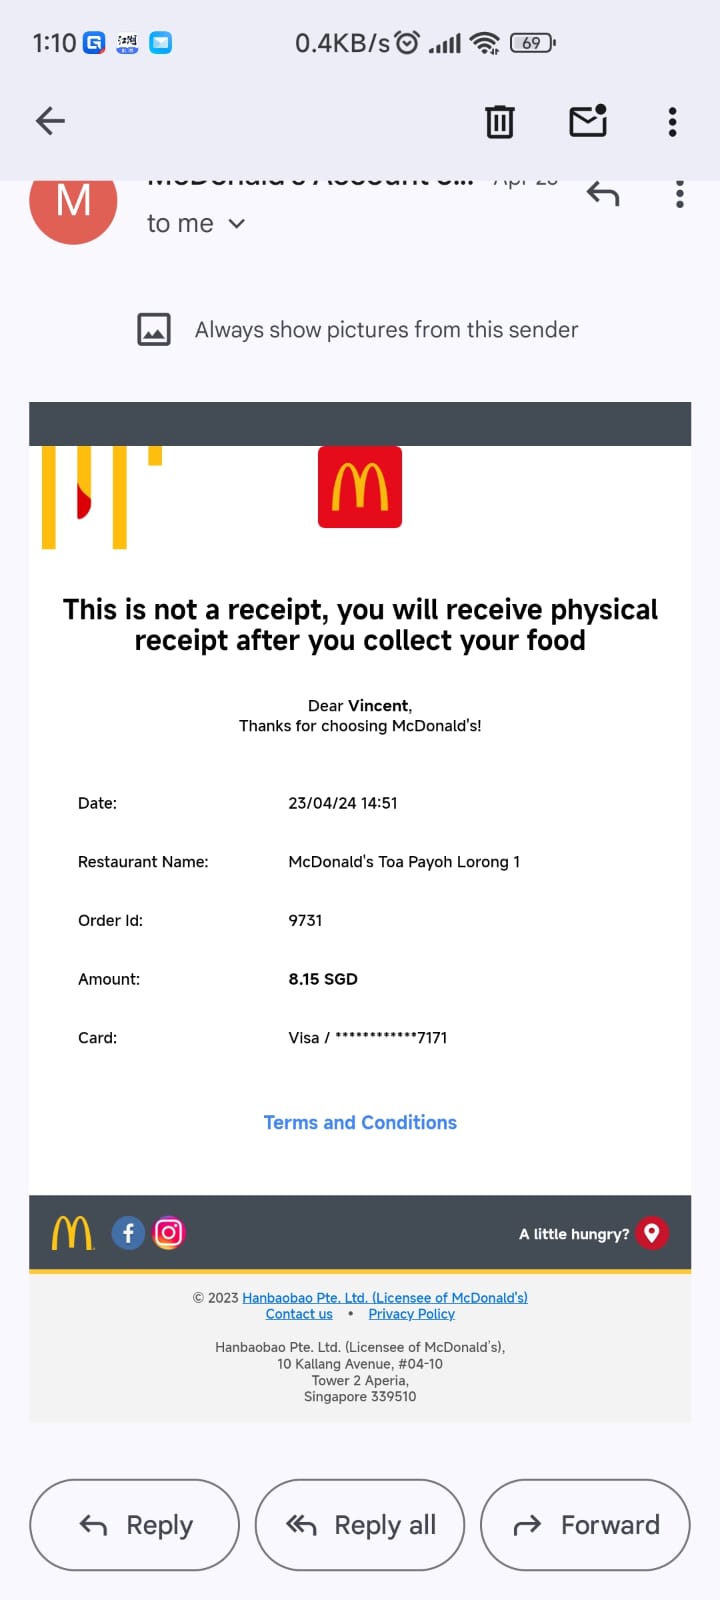 1:10
0.4KB/s
69
to me
Always show pictures from this sender
This is not a receipt, you will receive physical
receipt after you collect your food
Dear Vincent,
Thanks for choosing McDonald's!
Date: 23/04/24 14:51
Restaurant Name: McDonald's Toa Payoh Lorong 1
Order Id: 9731
Amount: 8.15 SGD
Card: Visa / ************7171
Terms and Conditions
A little hungry?
© 2023 Hanbaobao Pte. Ltd. (Licensee of McDonald's)
Contact us • Privacy Policy
Hanbaobao Pte. Ltd. (Licensee of McDonald's),
10 Kallang Avenue, #04-10
Tower 2 Aperia,
Singapore 339510
Reply
Reply all
Forward